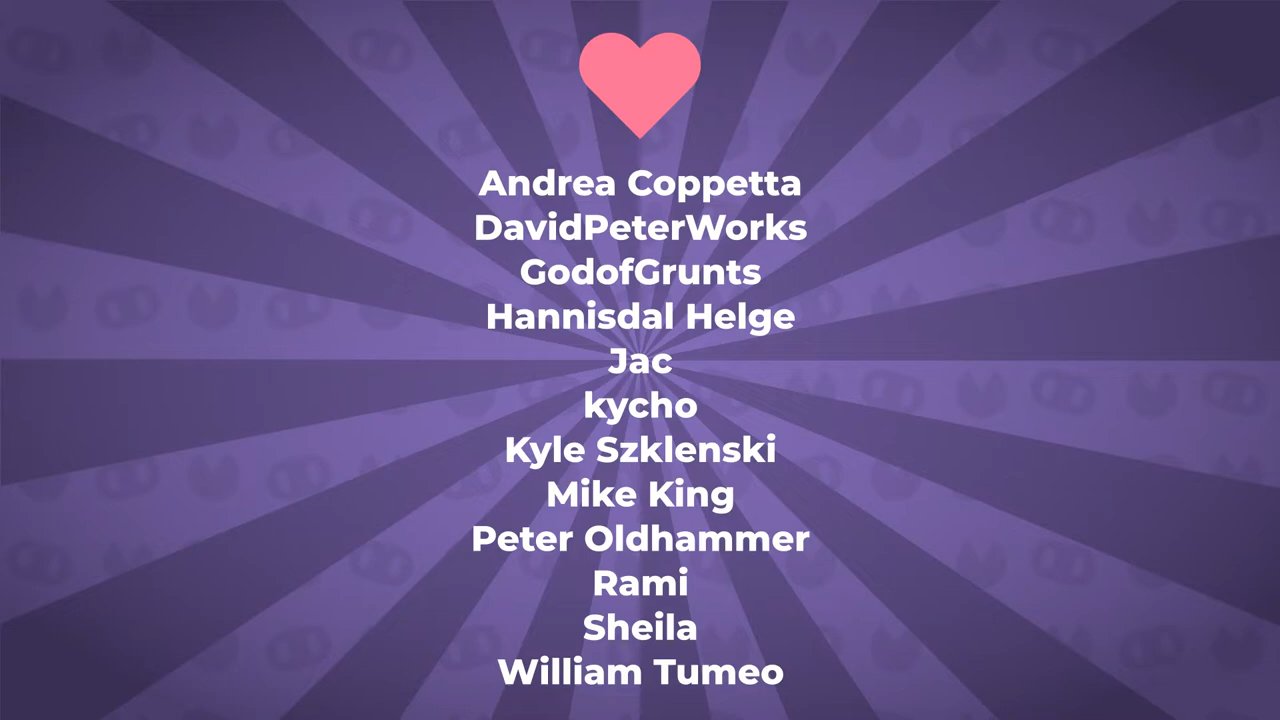 Andrea Coppetta
DavidPeterWorks
GodofGrunts
Hannisdal Helge
Jac
kycho
Kyle Szklenski
Mike King
Peter Oldhammer
Rami
Sheila
William Tumeo